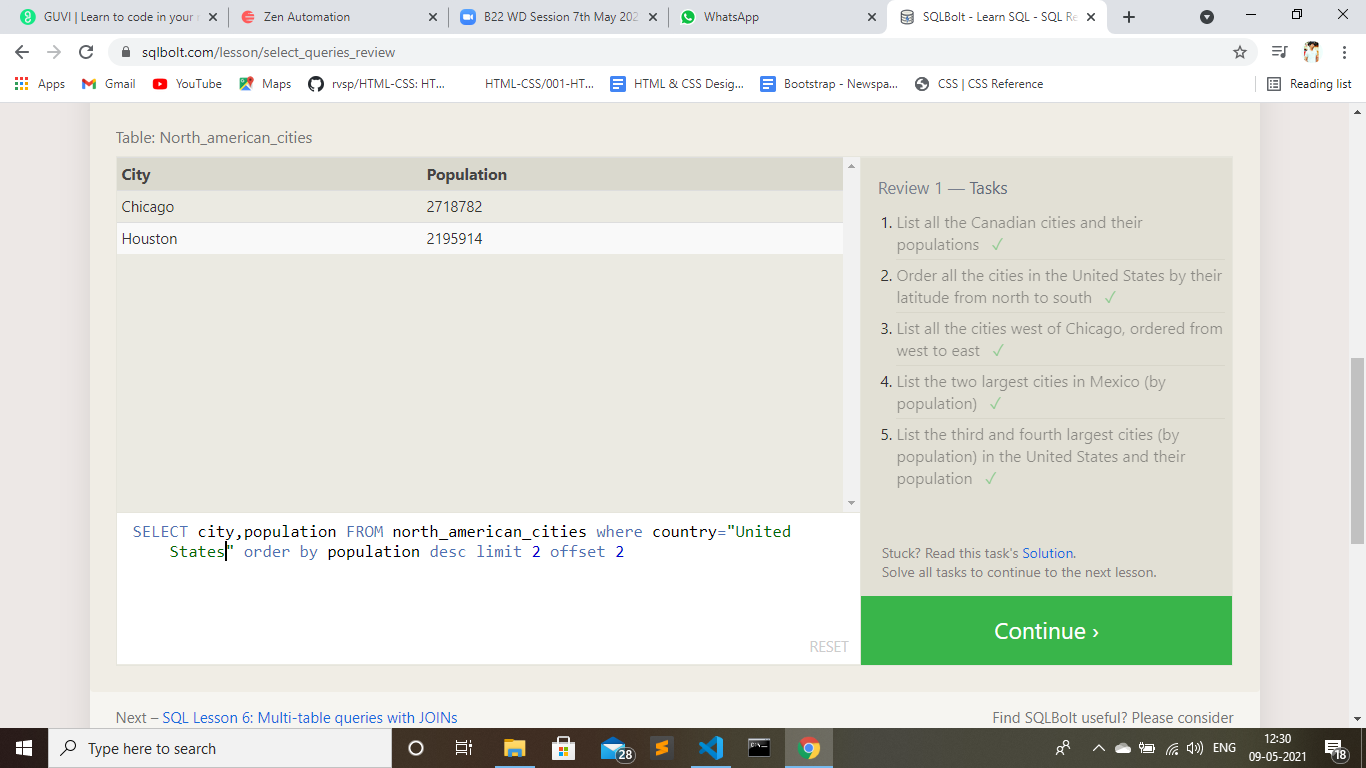 GUVI | Learn to code in your n
Zen Automation
B22 WD Session 7th May 202
WhatsApp
SQLBolt - Learn SQL - SQL Re
sqlbolt.com/lesson/select_queries_review
Apps
Gmail
YouTube
Maps
rvsp/HTML-CSS: HT...
HTML-CSS/001-HT...
HTML & CSS Desig...
Bootstrap - Newspa...
CSS | CSS Reference
Reading list
Table: North_american_cities
City Population
Chicago 2718782
Houston 2195914
Review 1 — Tasks
1. List all the Canadian cities and their
populations ✓
2. Order all the cities in the United States by their
latitude from north to south ✓
3. List all the cities west of Chicago, ordered from
west to east ✓
4. List the two largest cities in Mexico (by
population) ✓
5. List the third and fourth largest cities (by
population) in the United States and their
population ✓
SELECT city,population FROM north_american_cities where country="United
States" order by population desc limit 2 offset 2
RESET
Stuck? Read this task's Solution.
Solve all tasks to continue to the next lesson.
Continue ›
Next – SQL Lesson 6: Multi-table queries with JOINs
Find SQLBolt useful? Please consider
Type here to search
28
ENG
12:30
09-05-2021
18